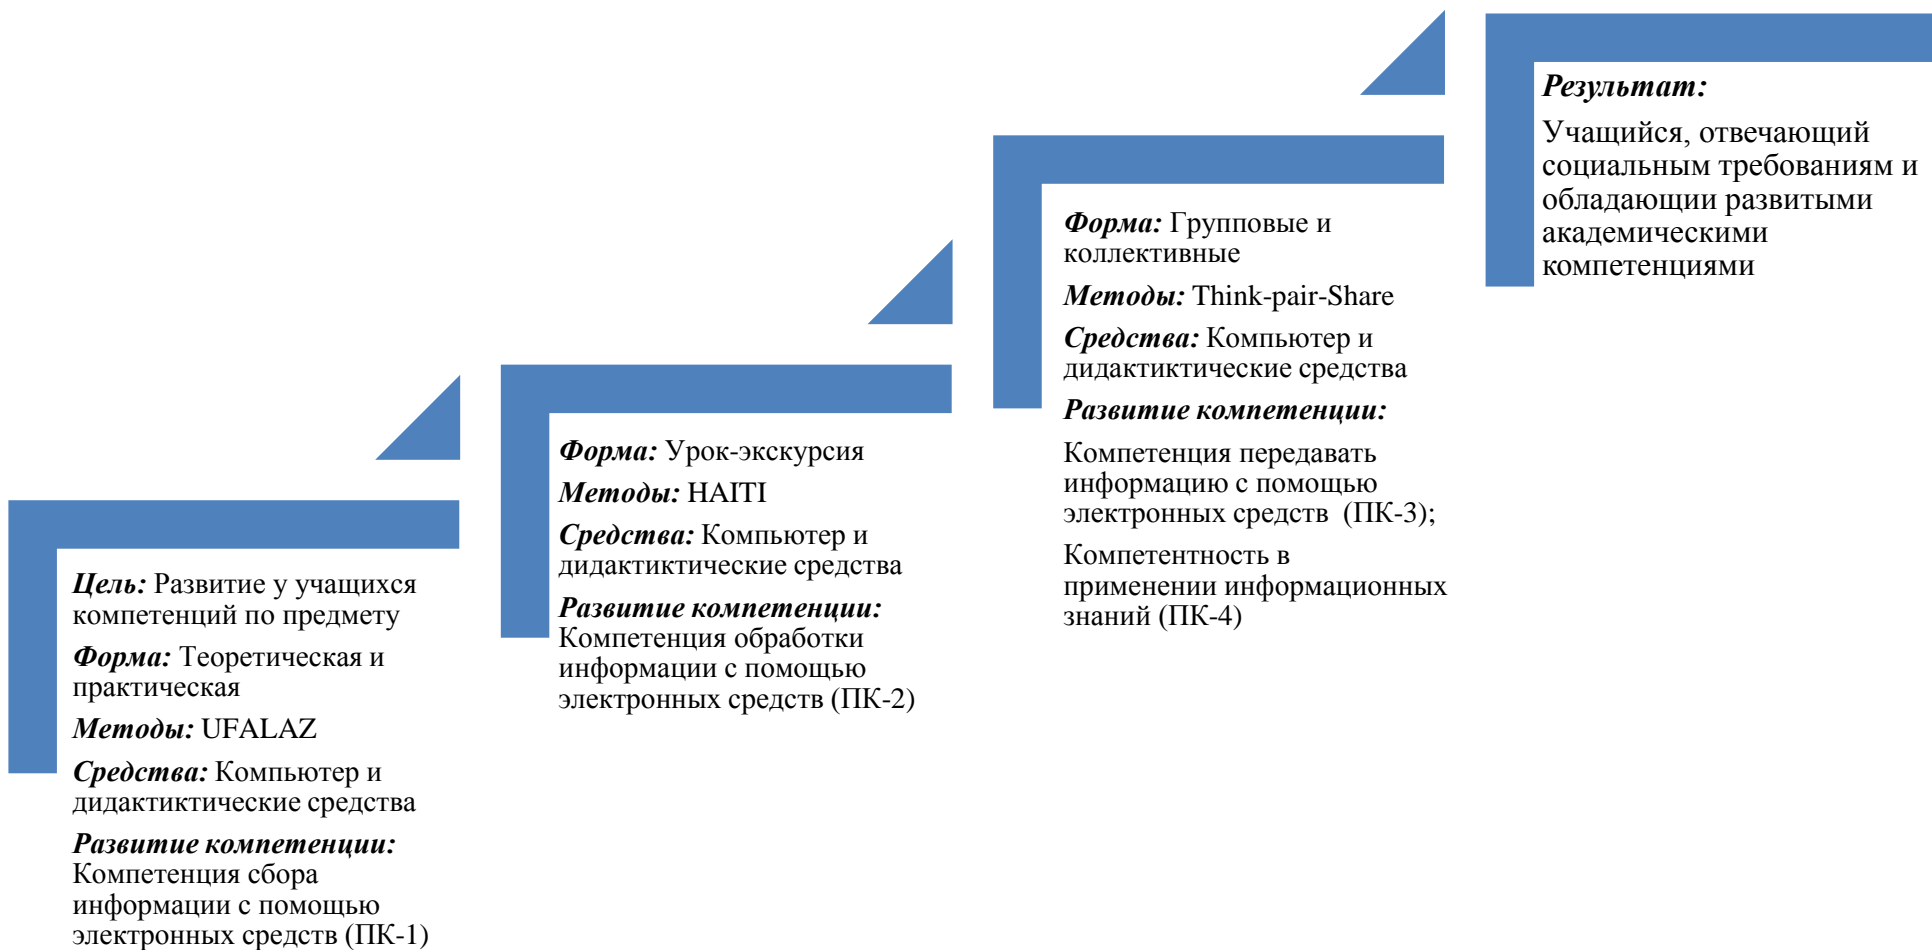 Цель: Развитие у учащихся
компетенций по предмету
Форма: Теоретическая и
практическая
Методы: UFALAZ
Средства: Компьютер и
дидактиктические средства
Развитие компетенции:
Компетенция сбора
информации с помощью
электронных средств (ПК-1)
Форма: Урок-экскурсия
Методы: HAITI
Средства: Компьютер и
дидактиктические средства
Развитие компетенции:
Компетенция обработки
информации с помощью
электронных средств (ПК-2)
Форма: Групповые и
коллективные
Методы: Think-pair-Share
Средства: Компьютер и
дидактиктические средства
Развитие компетенции:
Компетенция передавать
информацию с помощью
электронных средств  (ПК-3);
Компетентность в
применении информационных
знаний (ПК-4)
Результат:
Учащийся, отвечающий
социальным требованиям и
обладающии развитыми
академическими
компетенциями